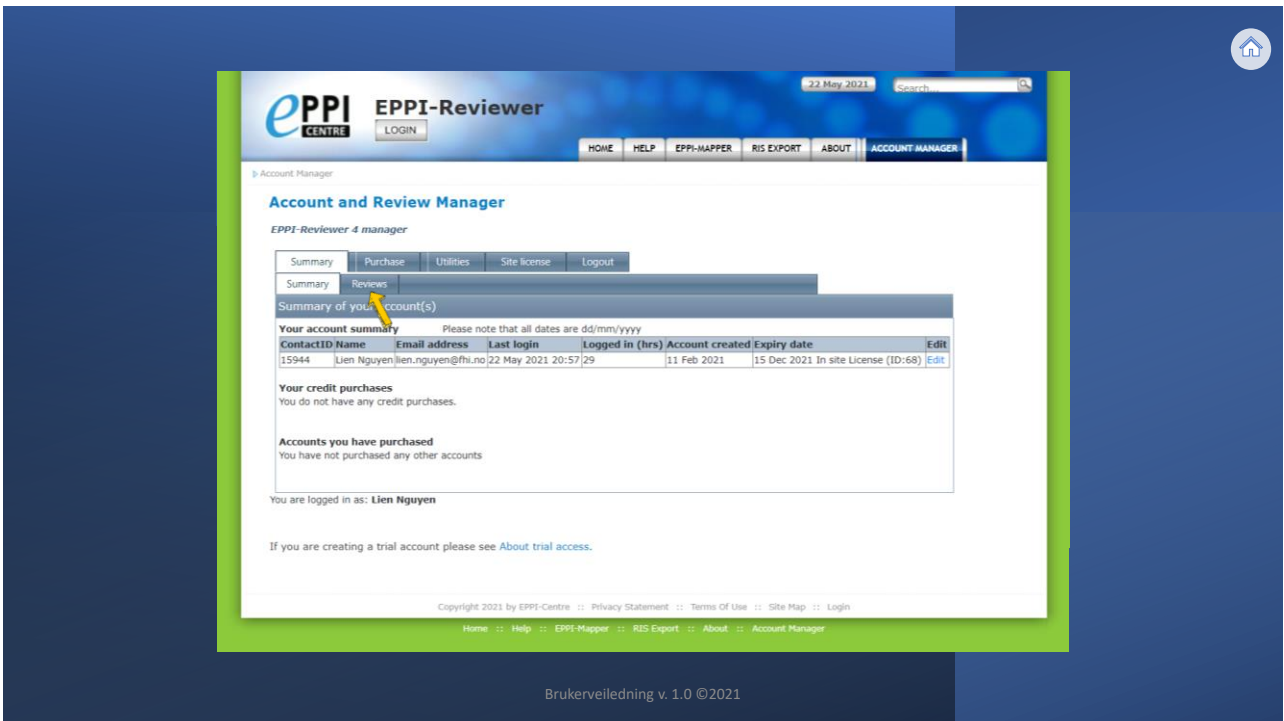 22 May 2021
Search...
ePPI
CENTRE
EPPI-Reviewer
LOGIN
HOME HELP EPPI-MAPPER RIS EXPORT ABOUT ACCOUNT MANAGER
Account Manager
Account and Review Manager
EPPI-Reviewer 4 manager
Summary Purchase Utilities Site license Logout
Summary Reviews
Summary of your account(s)
Your account summary Please note that all dates are dd/mm/yyyy
ContactID Name Email address Last login Logged in (hrs) Account created Expiry date Edit
15944 Lien Nguyen lien.nguyen@fhi.no 22 May 2021 20:57 29 11 Feb 2021 15 Dec 2021 In site License (ID:68) Edit
Your credit purchases
You do not have any credit purchases.
Accounts you have purchased
You have not purchased any other accounts
You are logged in as: Lien Nguyen
If you are creating a trial account please see About trial access.
Copyright 2021 by EPPI-Centre :: Privacy Statement :: Terms Of Use :: Site Map :: Login
Home :: Help :: EPPI-Mapper :: RIS Export :: About :: Account Manager
Brukerveiledning v. 1.0 ©2021